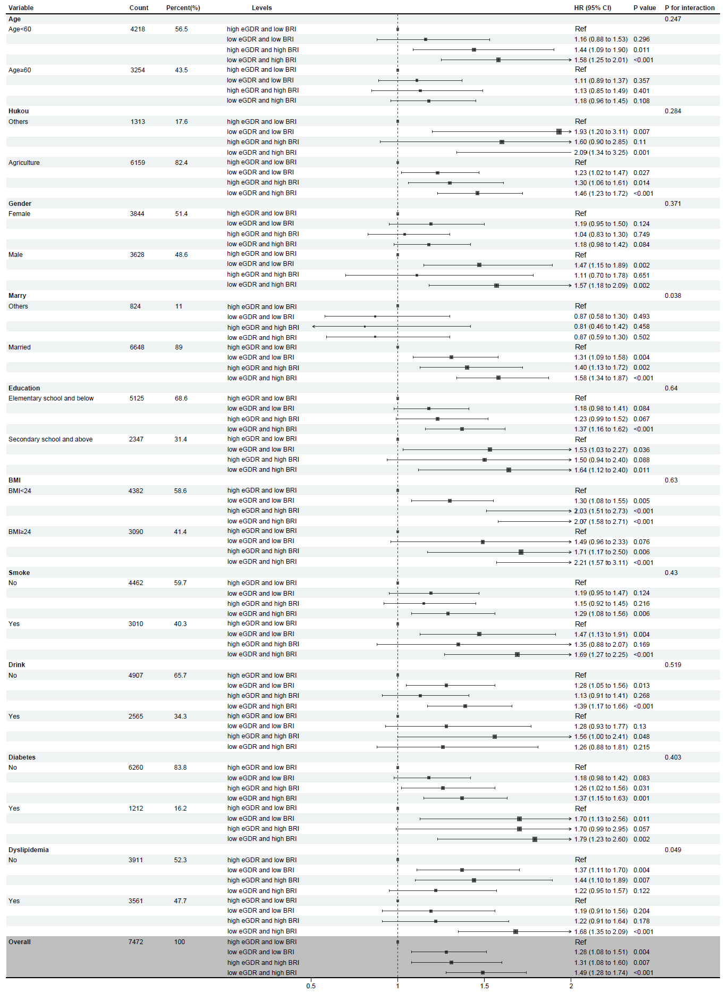 Variable Count Percent(%) Levels HR (95% CI) P value P for interaction
Age 0.247
Age<60 4218 56.5 high eGDR and low BRI Ref
low eGDR and low BRI 1.16 (0.88 to 1.53) 0.296
high eGDR and high BRI 1.44 (1.09 to 1.90) 0.011
low eGDR and high BRI 1.58 (1.25 to 2.01) <0.001
Age≥60 3254 43.5 high eGDR and low BRI Ref
low eGDR and low BRI 1.11 (0.89 to 1.37) 0.357
high eGDR and high BRI 1.13 (0.85 to 1.49) 0.401
low eGDR and high BRI 1.18 (0.96 to 1.45) 0.108
Hukou 0.284
Others 1313 17.6 high eGDR and low BRI Ref
low eGDR and low BRI 1.93 (1.20 to 3.11) 0.007
high eGDR and high BRI 1.60 (0.90 to 2.85) 0.11
low eGDR and high BRI 2.09 (1.34 to 3.25) 0.001
Agriculture 6159 82.4 high eGDR and low BRI Ref
low eGDR and low BRI 1.23 (1.02 to 1.47) 0.027
high eGDR and high BRI 1.30 (1.06 to 1.61) 0.014
low eGDR and high BRI 1.46 (1.23 to 1.72) <0.001
Gender 0.371
Female 3844 51.4 high eGDR and low BRI Ref
low eGDR and low BRI 1.19 (0.95 to 1.50) 0.124
high eGDR and high BRI 1.04 (0.83 to 1.30) 0.749
low eGDR and high BRI 1.18 (0.98 to 1.42) 0.084
Male 3628 48.6 high eGDR and low BRI Ref
low eGDR and low BRI 1.47 (1.15 to 1.89) 0.002
high eGDR and high BRI 1.11 (0.70 to 1.78) 0.651
low eGDR and high BRI 1.57 (1.18 to 2.09) 0.002
Marry 0.038
Others 824 11 high eGDR and low BRI Ref
low eGDR and low BRI 0.87 (0.58 to 1.30) 0.493
high eGDR and high BRI 0.81 (0.46 to 1.42) 0.458
low eGDR and high BRI 0.87 (0.59 to 1.30) 0.502
Married 6648 89 high eGDR and low BRI Ref
low eGDR and low BRI 1.31 (1.09 to 1.58) 0.004
high eGDR and high BRI 1.40 (1.13 to 1.72) 0.002
low eGDR and high BRI 1.58 (1.34 to 1.87) <0.001
Education 0.64
Elementary school and below 5125 68.6 high eGDR and low BRI Ref
low eGDR and low BRI 1.18 (0.98 to 1.41) 0.084
high eGDR and high BRI 1.23 (0.99 to 1.52) 0.067
low eGDR and high BRI 1.37 (1.16 to 1.62) <0.001
Secondary school and above 2347 31.4 high eGDR and low BRI Ref
low eGDR and low BRI 1.53 (1.03 to 2.27) 0.036
high eGDR and high BRI 1.50 (0.94 to 2.40) 0.088
low eGDR and high BRI 1.64 (1.12 to 2.40) 0.011
BMI 0.63
BMI<24 4382 58.6 high eGDR and low BRI Ref
low eGDR and low BRI 1.30 (1.08 to 1.55) 0.005
high eGDR and high BRI 2.03 (1.51 to 2.73) <0.001
low eGDR and high BRI 2.07 (1.58 to 2.71) <0.001
BMI≥24 3090 41.4 high eGDR and low BRI Ref
low eGDR and low BRI 1.49 (0.96 to 2.33) 0.076
high eGDR and high BRI 1.71 (1.17 to 2.50) 0.006
low eGDR and high BRI 2.21 (1.57 to 3.11) <0.001
Smoke 0.43
No 4462 59.7 high eGDR and low BRI Ref
low eGDR and low BRI 1.19 (0.95 to 1.47) 0.124
high eGDR and high BRI 1.15 (0.92 to 1.45) 0.216
low eGDR and high BRI 1.29 (1.08 to 1.56) 0.006
Yes 3010 40.3 high eGDR and low BRI Ref
low eGDR and low BRI 1.47 (1.13 to 1.91) 0.004
high eGDR and high BRI 1.35 (0.88 to 2.07) 0.169
low eGDR and high BRI 1.69 (1.27 to 2.25) <0.001
Drink 0.519
No 4907 65.7 high eGDR and low BRI Ref
low eGDR and low BRI 1.28 (1.05 to 1.56) 0.013
high eGDR and high BRI 1.13 (0.91 to 1.41) 0.268
low eGDR and high BRI 1.39 (1.17 to 1.66) <0.001
Yes 2565 34.3 high eGDR and low BRI Ref
low eGDR and low BRI 1.28 (0.93 to 1.77) 0.13
high eGDR and high BRI 1.56 (1.00 to 2.41) 0.048
low eGDR and high BRI 1.26 (0.88 to 1.81) 0.215
Diabetes 0.403
No 6260 83.8 high eGDR and low BRI Ref
low eGDR and low BRI 1.18 (0.98 to 1.42) 0.083
high eGDR and high BRI 1.26 (1.02 to 1.56) 0.031
low eGDR and high BRI 1.37 (1.15 to 1.63) 0.001
Yes 1212 16.2 high eGDR and low BRI Ref
low eGDR and low BRI 1.70 (1.13 to 2.56) 0.011
high eGDR and high BRI 1.70 (0.99 to 2.95) 0.057
low eGDR and high BRI 1.79 (1.23 to 2.60) 0.002
Dyslipidemia 0.049
No 3911 52.3 high eGDR and low BRI Ref
low eGDR and low BRI 1.37 (1.11 to 1.70) 0.004
high eGDR and high BRI 1.44 (1.10 to 1.89) 0.007
low eGDR and high BRI 1.22 (0.95 to 1.57) 0.122
Yes 3561 47.7 high eGDR and low BRI Ref
low eGDR and low BRI 1.19 (0.91 to 1.56) 0.204
high eGDR and high BRI 1.22 (0.91 to 1.64) 0.178
low eGDR and high BRI 1.68 (1.35 to 2.09) <0.001
Overall 7472 100 high eGDR and low BRI Ref
low eGDR and low BRI 1.28 (1.08 to 1.51) 0.004
high eGDR and high BRI 1.31 (1.08 to 1.60) 0.007
low eGDR and high BRI 1.49 (1.28 to 1.74) <0.001
0.5 1 1.5 2